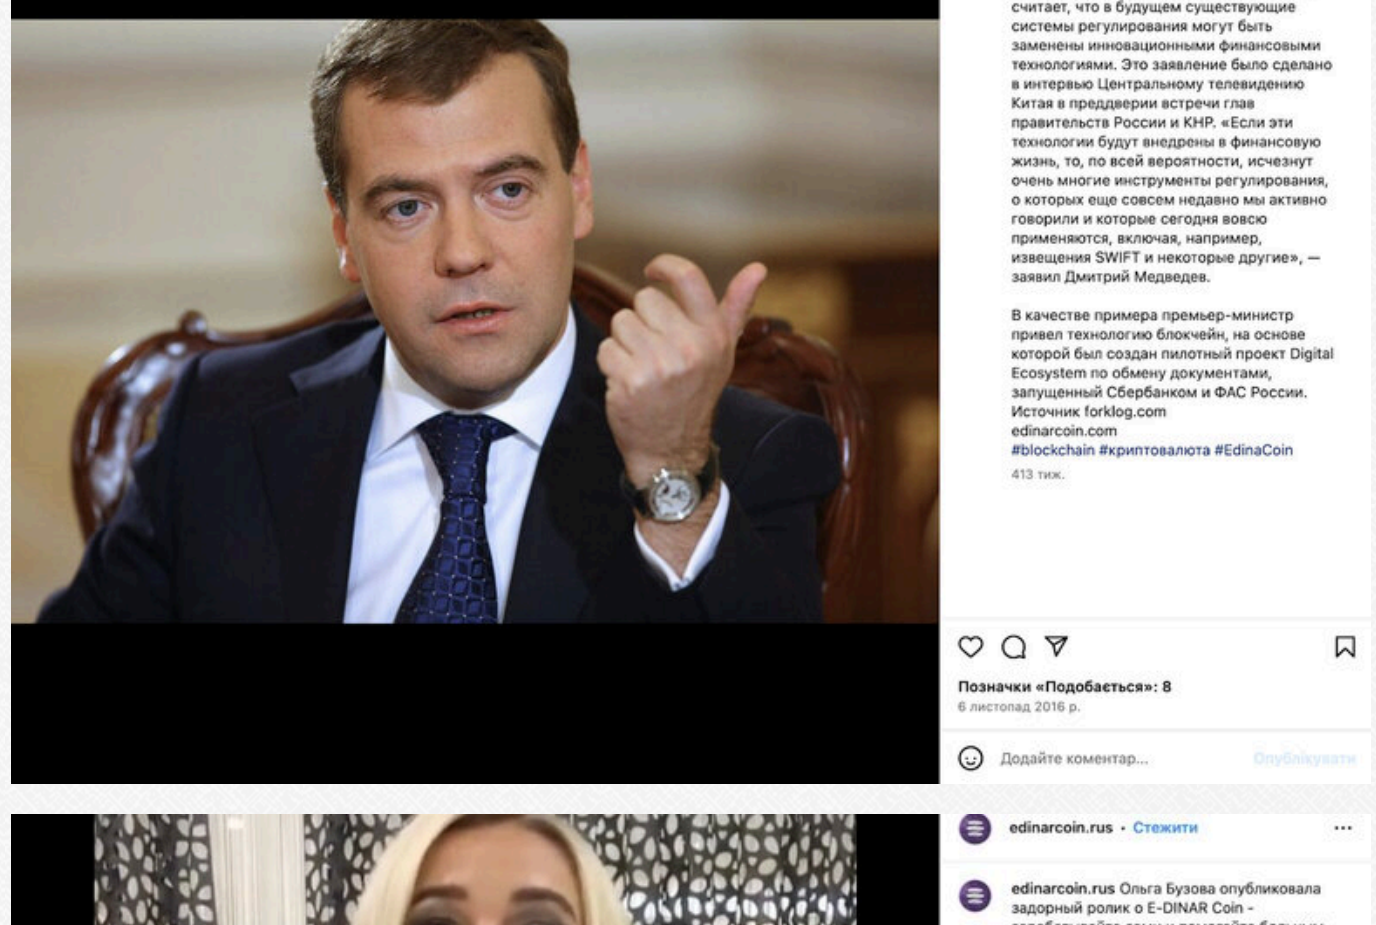 считает, что в будущем существующие
системы регулирования могут быть
заменены инновационными финансовыми
технологиями. Это заявление было сделано
в интервью Центральному телевидению
Китая в преддверии встречи глав
правительств России и КНР. «Если эти
технологии будут внедрены в финансовую
жизнь, то, по всей вероятности, исчезнут
очень многие инструменты регулирования,
о которых еще совсем недавно мы активно
говорили и которые сегодня вовсю
применяются, включая, например,
извещения SWIFT и некоторые другие», —
заявил Дмитрий Медведев.
В качестве примера премьер-министр
привел технологию блокчейн, на основе
которой был создан пилотный проект Digital
Ecosystem по обмену документами,
запущенный Сбербанком и ФАС России.
Источник forklog.com
edinarcoin.com
#blockchain #криптовалюта #EdinaCoin
413 тиж.
Позначки «Подобається»: 8
6 листопад 2016 р.
Додайте коментар... Опублікувати
edinarcoin.rus • Стежити
edinarcoin.rus Ольга Бузова опубликовала
задорный ролик о E-DINAR Coin -